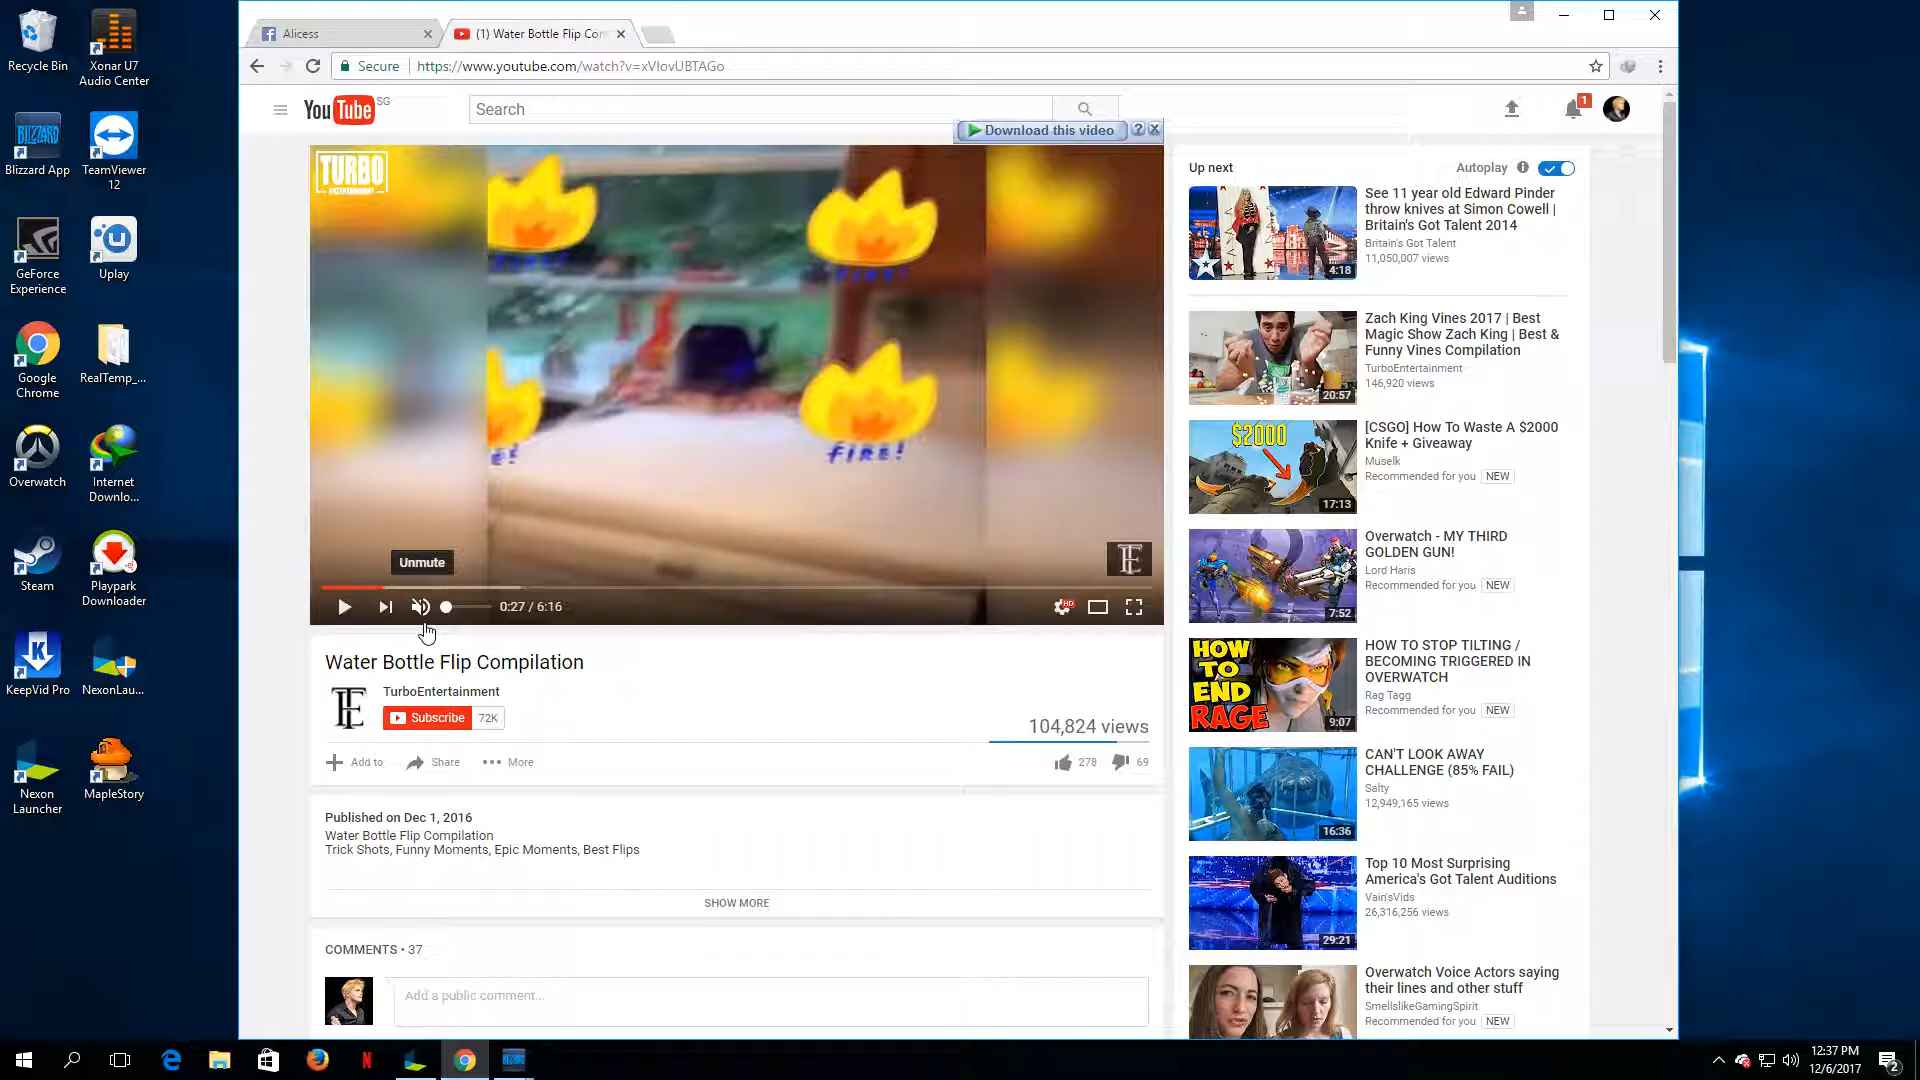 Recycle Bin
Xonar U7
Audio Center
Blizzard App
TeamViewer
12
GeForce
Experience
Uplay
Google
Chrome
RealTemp_...
Overwatch
Internet
Downlo...
Steam
Playpark
Downloader
KeepVid Pro
NexonLau...
Nexon
Launcher
MapleStory
Alicess
(1) Water Bottle Flip Con
Secure
https://www.youtube.com/watch?v=xVlovUBTAGo
YouTube SG
Search
1
Download this video
?
TURBO
ENTERTAINMENT
FIRE!
FIRE!
E!
FIRE!
TE
Unmute
0:27 / 6:16
HD
Water Bottle Flip Compilation
TE
TurboEntertainment
Subscribe 72K
104,824 views
Add to
Share
More
278
69
Published on Dec 1, 2016
Water Bottle Flip Compilation
Trick Shots, Funny Moments, Epic Moments, Best Flips
SHOW MORE
COMMENTS • 37
Add a public comment...
Up next
Autoplay
See 11 year old Edward Pinder
throw knives at Simon Cowell |
Britain's Got Talent 2014
Britain's Got Talent
11,050,007 views
4:18
Zach King Vines 2017 | Best
Magic Show Zach King | Best &
Funny Vines Compilation
TurboEntertainment
146,920 views
20:57
$2000
[CSGO] How To Waste A $2000
Knife + Giveaway
Muselk
Recommended for you NEW
17:13
Overwatch - MY THIRD
GOLDEN GUN!
Lord Haris
Recommended for you NEW
7:52
HOW
TO
END
RAGE
HOW TO STOP TILTING /
BECOMING TRIGGERED IN
OVERWATCH
Rag Tagg
Recommended for you NEW
9:07
CAN'T LOOK AWAY
CHALLENGE (85% FAIL)
Salty
12,949,165 views
16:36
Top 10 Most Surprising
America's Got Talent Auditions
Vain'sVids
26,316,256 views
29:21
Overwatch Voice Actors saying
their lines and other stuff
SmellslikeGamingSpirit
Recommended for you NEW
12:37 PM
12/6/2017
2